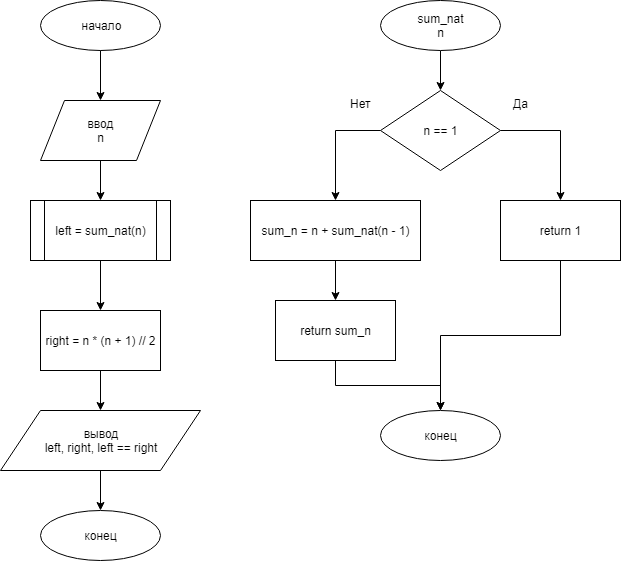 начало
ввод
n
left = sum_nat(n)
right = n * (n + 1) // 2
вывод
left, right, left == right
конец
sum_nat
n
n == 1
Нет
Да
sum_n = n + sum_nat(n - 1)
return 1
return sum_n
конец